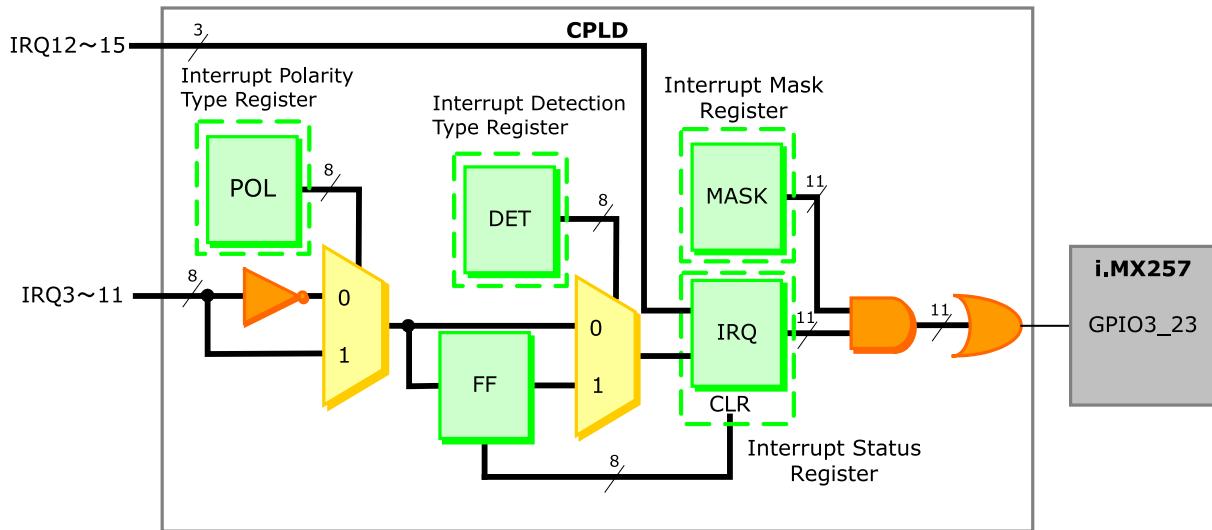 3
CPLD
IRQ12～15
Interrupt Polarity
Type Register
Interrupt Detection
Type Register
Interrupt Mask
Register
POL
8
DET
8
MASK
11
IRQ3～11
8
0
1
FF
0
1
IRQ
11
CLR
11
8
Interrupt Status
Register
i.MX257
GPIO3_23